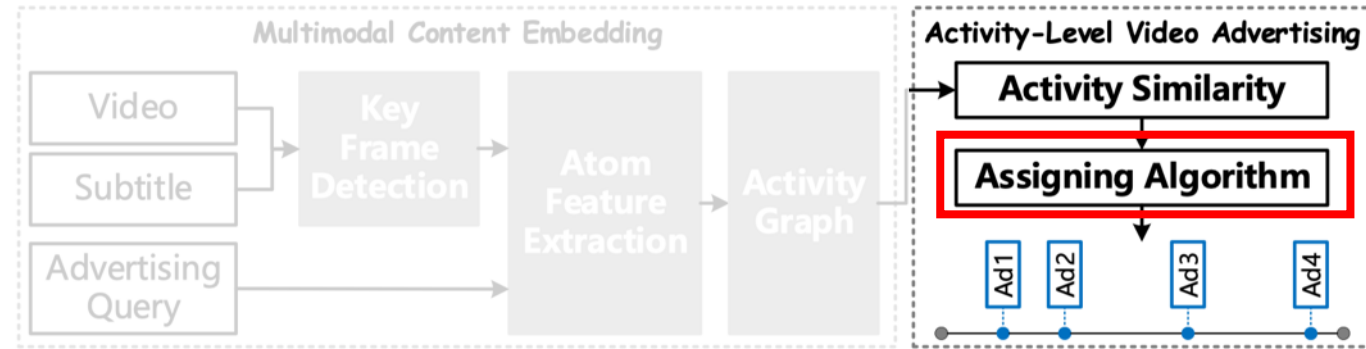 Multimodal Content Embedding
Video
Subtitle
Advertising
Query
Key
Frame
Detection
Atom
Feature
Extraction
Activity
Graph
Activity-Level Video Advertising
Activity Similarity
Assigning Algorithm
Ad1
Ad2
Ad3
Ad4